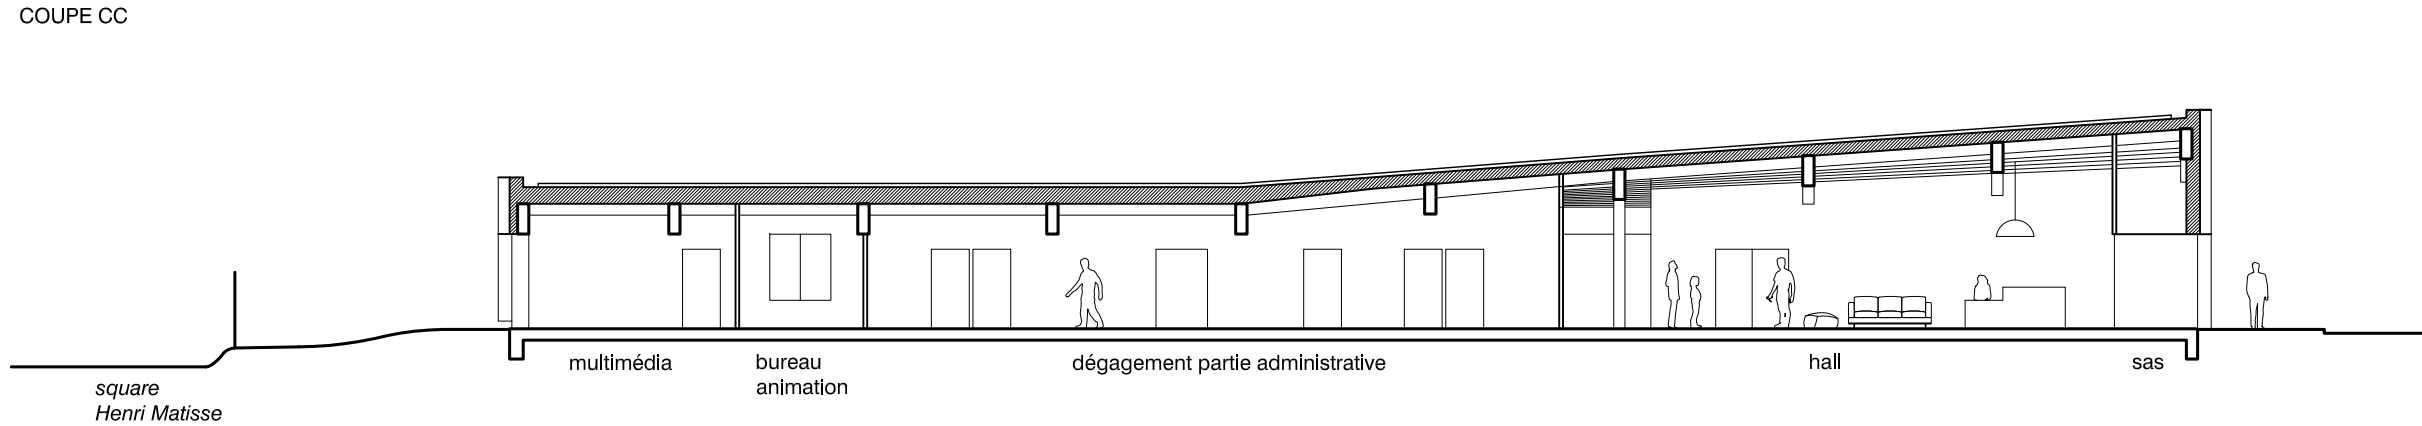 COUPE CC
multimédia
bureau
animation
dégagement partie administrative
hall
sas
square
Henri Matisse